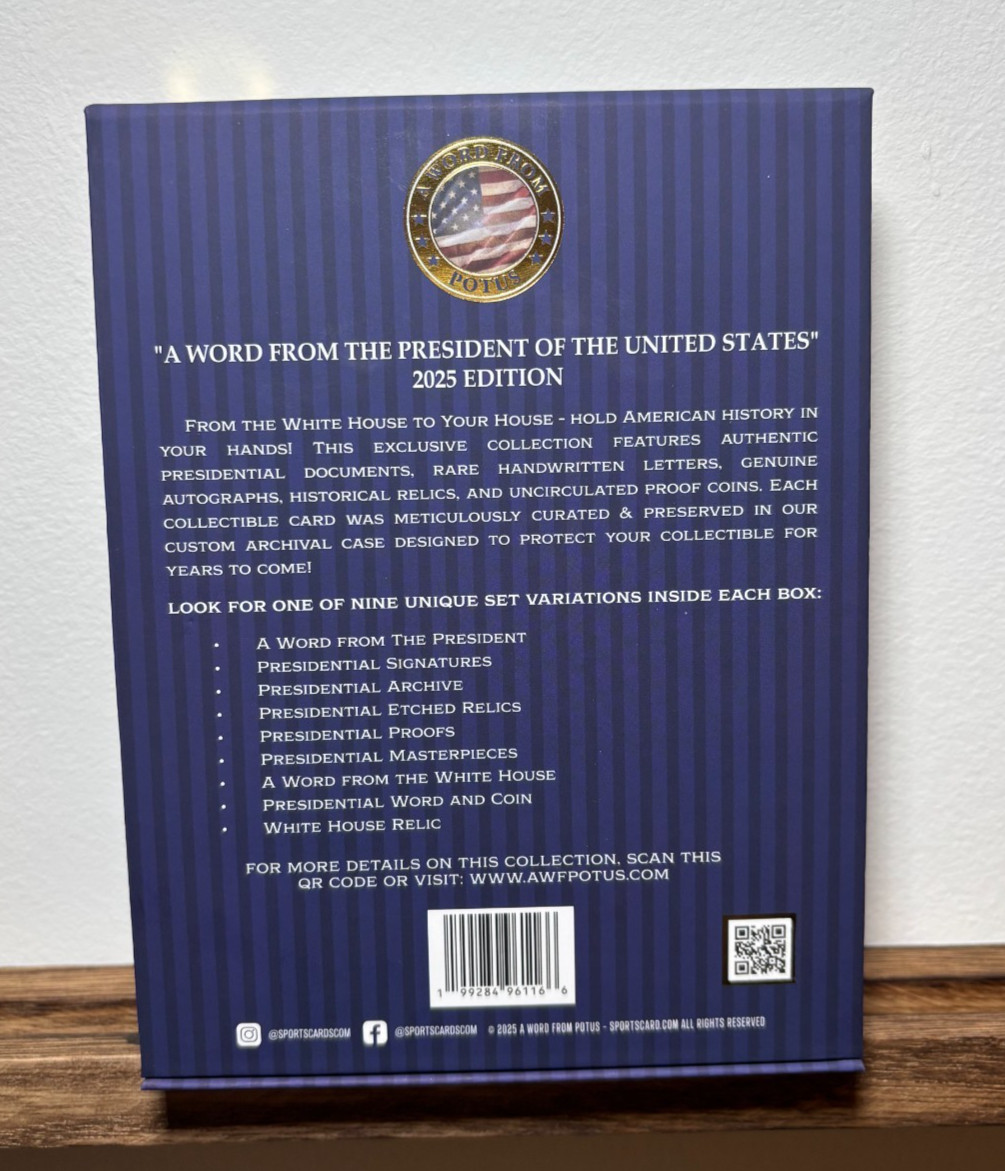 A WORD FROM
POTUS
"A WORD FROM THE PRESIDENT OF THE UNITED STATES"
2025 EDITION
FROM THE WHITE HOUSE TO YOUR HOUSE - HOLD AMERICAN HISTORY IN
YOUR HANDS! THIS EXCLUSIVE COLLECTION FEATURES AUTHENTIC
PRESIDENTIAL DOCUMENTS, RARE HANDWRITTEN LETTERS, GENUINE
AUTOGRAPHS, HISTORICAL RELICS, AND UNCIRCULATED PROOF COINS. EACH
COLLECTIBLE CARD WAS METICULOUSLY CURATED & PRESERVED IN OUR
CUSTOM ARCHIVAL CASE DESIGNED TO PROTECT YOUR COLLECTIBLE FOR
YEARS TO COME!
LOOK FOR ONE OF NINE UNIQUE SET VARIATIONS INSIDE EACH BOX:
• A WORD FROM THE PRESIDENT
• PRESIDENTIAL SIGNATURES
• PRESIDENTIAL ARCHIVE
• PRESIDENTIAL ETCHED RELICS
• PRESIDENTIAL PROOFS
• PRESIDENTIAL MASTERPIECES
• A WORD FROM THE WHITE HOUSE
• PRESIDENTIAL WORD AND COIN
• WHITE HOUSE RELIC
FOR MORE DETAILS ON THIS COLLECTION, SCAN THIS
QR CODE OR VISIT: WWW.AWFPOTUS.COM
1 99284 96116 6
@SPORTSCARDSCOM @SPORTSCARDSCOM © 2025 A WORD FROM POTUS - SPORTSCARD.COM ALL RIGHTS RESERVED